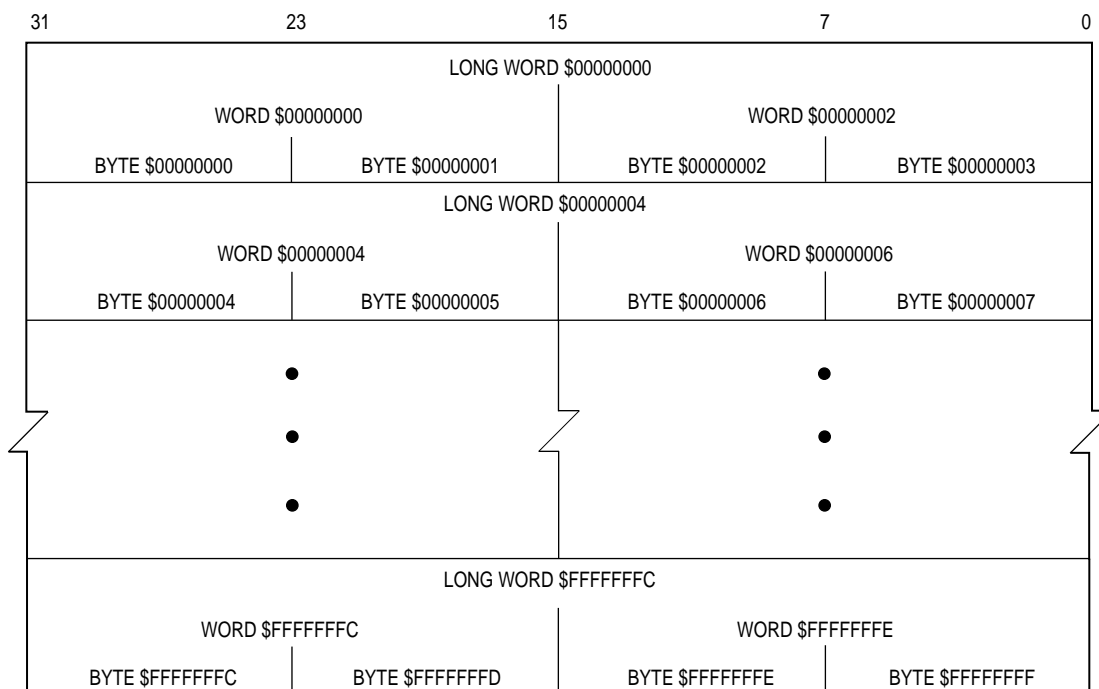 31 23 15 7 0
LONG WORD $00000000
WORD $00000000 WORD $00000002
BYTE $00000000 BYTE $00000001 BYTE $00000002 BYTE $00000003
LONG WORD $00000004
WORD $00000004 WORD $00000006
BYTE $00000004 BYTE $00000005 BYTE $00000006 BYTE $00000007
LONG WORD $FFFFFFFC
WORD $FFFFFFFC WORD $FFFFFFFE
BYTE $FFFFFFFC BYTE $FFFFFFFD BYTE $FFFFFFFE BYTE $FFFFFFFF